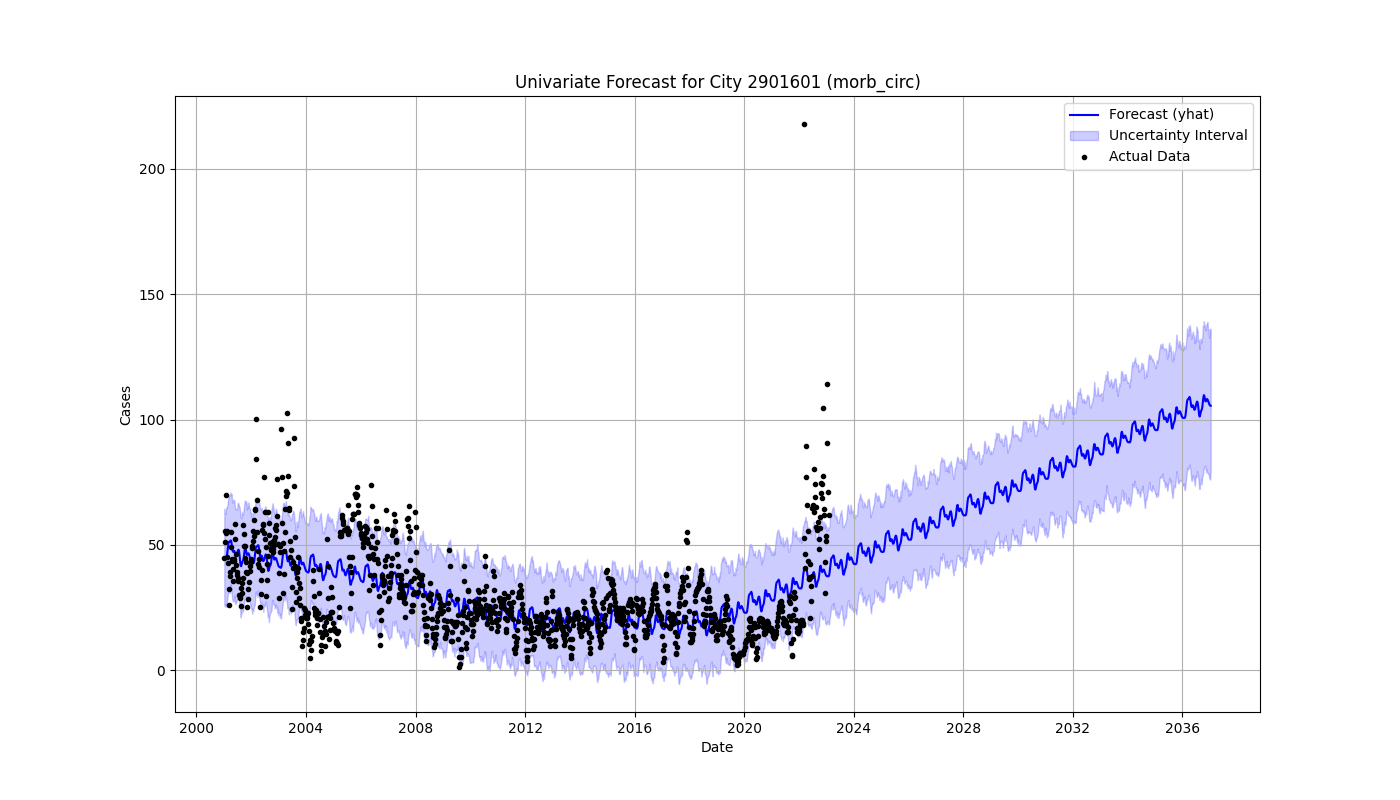 Univariate Forecast for City 2901601 (morb_circ)
Forecast (yhat)
Uncertainty Interval
Actual Data
200
150
100
50
0
Cases
2000 2004 2008 2012 2016 2020 2024 2028 2032 2036
Date